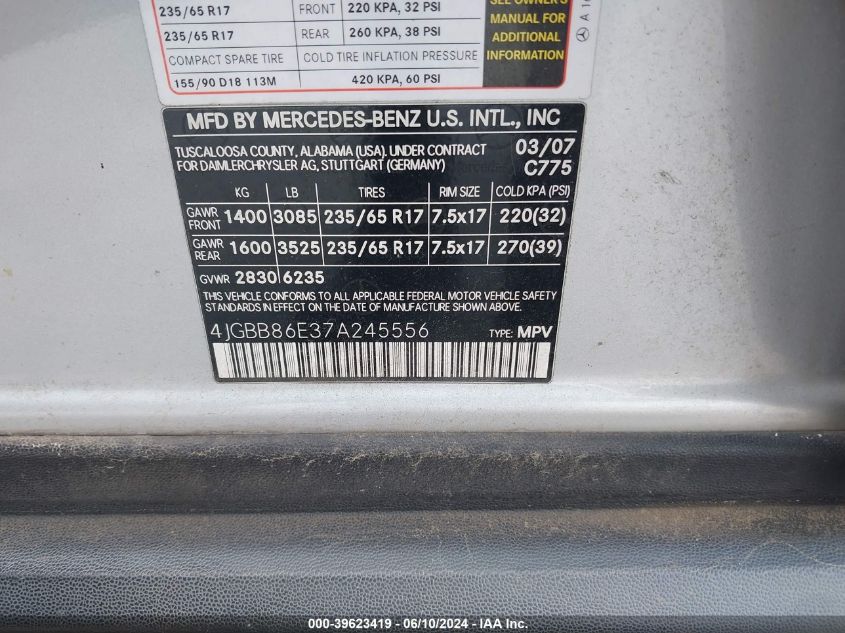 235/65 R17 FRONT 220 KPA, 32 PSI
235/65 R17 REAR 260 KPA, 38 PSI
COMPACT SPARE TIRE COLD TIRE INFLATION PRESSURE
155/90 D18 113M 420 KPA, 60 PSI
SEE OWNER'S
MANUAL FOR
ADDITIONAL
INFORMATION
MFD BY MERCEDES-BENZ U.S. INTL., INC
TUSCALOOSA COUNTY, ALABAMA (USA), UNDER CONTRACT 03/07
FOR DAIMLERCHRYSLER AG, STUTTGART (GERMANY) C775
KG LB TIRES RIM SIZE COLD KPA (PSI)
GAWR FRONT 1400 3085 235/65 R17 7.5x17 220(32)
GAWR REAR 1600 3525 235/65 R17 7.5x17 270(39)
GVWR 2830 6235
THIS VEHICLE CONFORMS TO ALL APPLICABLE FEDERAL MOTOR VEHICLE SAFETY
STANDARDS IN EFFECT ON THE DATE OF MANUFACTURE SHOWN ABOVE.
4JGBB86E37A245556 TYPE: MPV
000-39623419 - 06/10/2024 - IAA Inc.